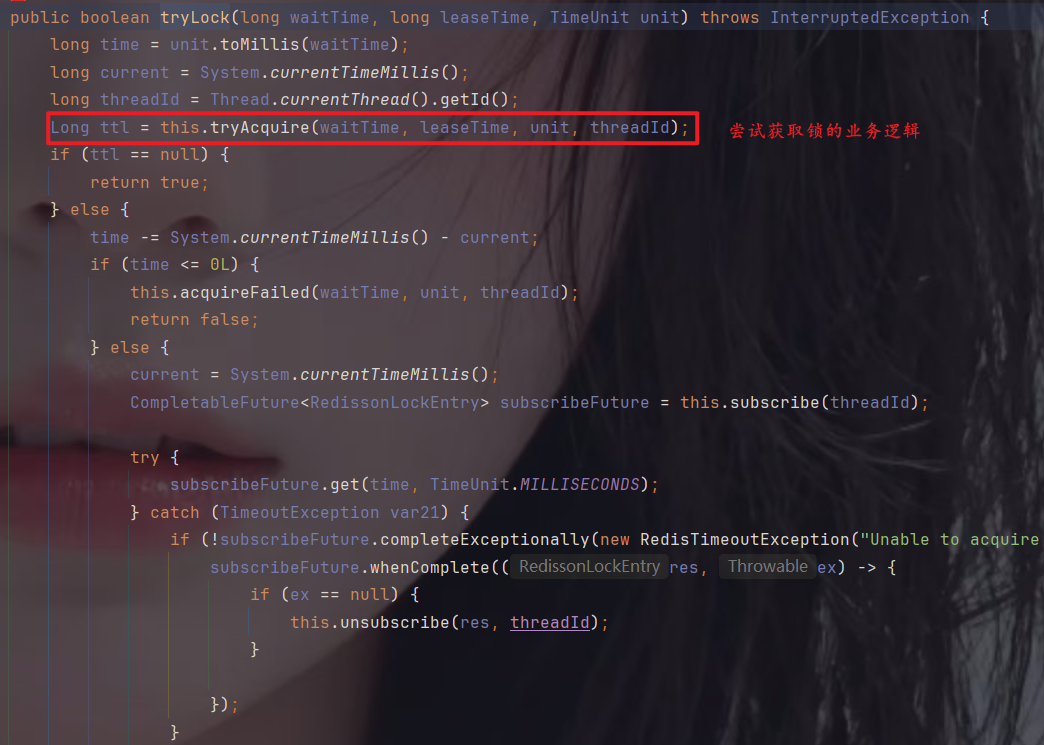 public boolean tryLock(long waitTime, long leaseTime, TimeUnit unit) throws InterruptedException {
long time = unit.toMillis(waitTime);
long current = System.currentTimeMillis();
long threadId = Thread.currentThread().getId();
Long ttl = this.tryAcquire(waitTime, leaseTime, unit, threadId); 尝试获取锁的业务逻辑
if (ttl == null) {
return true;
} else {
time -= System.currentTimeMillis() - current;
if (time <= 0L) {
this.acquireFailed(waitTime, unit, threadId);
return false;
} else {
current = System.currentTimeMillis();
CompletableFuture<RedissonLockEntry> subscribeFuture = this.subscribe(threadId);
try {
subscribeFuture.get(time, TimeUnit.MILLISECONDS);
} catch (TimeoutException var21) {
if (!subscribeFuture.completeExceptionally(new RedisTimeoutException("Unable to acquire
subscribeFuture.whenComplete((RedissonLockEntry res, Throwable ex) -> {
if (ex == null) {
this.unsubscribe(res, threadId);
}
});
}